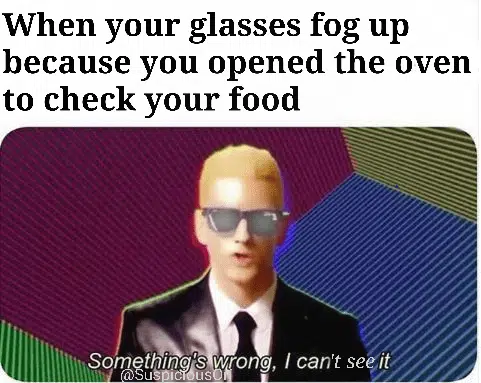 When your glasses fog up
because you opened the oven
to check your food
Something's wrong, I can't see it